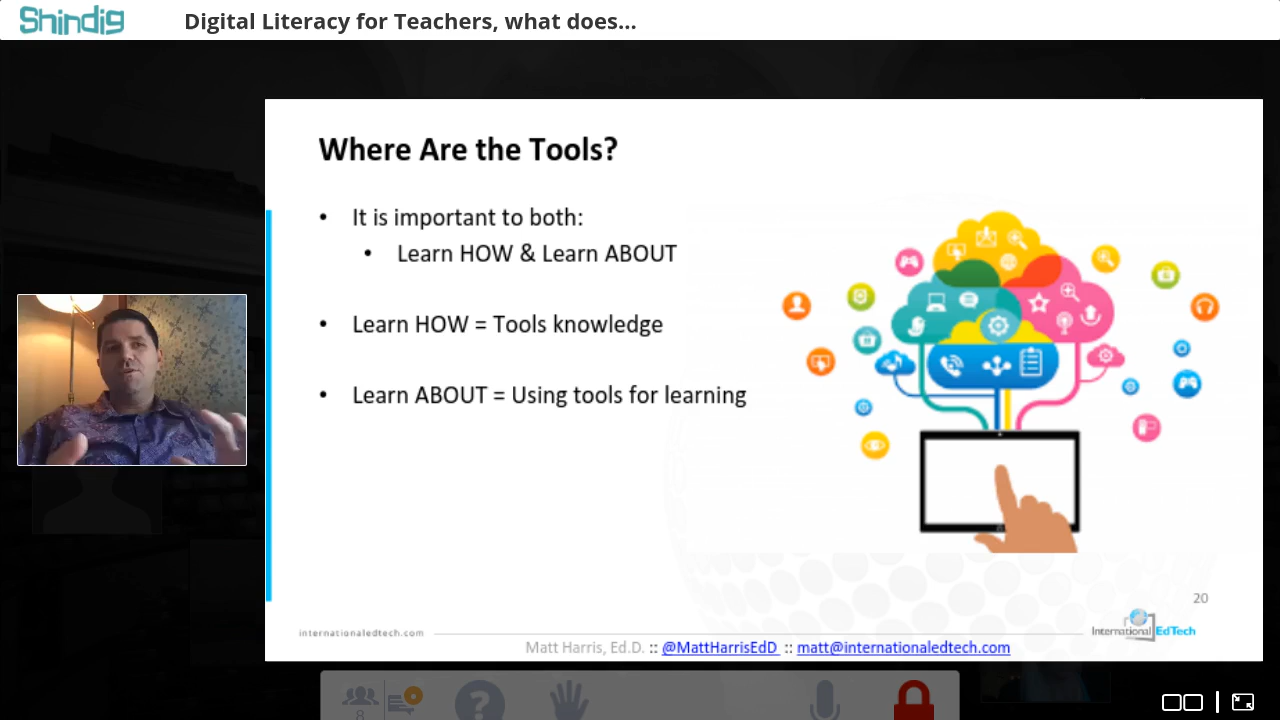 Shindig
Digital Literacy for Teachers, what does...
Where Are the Tools?
• It is important to both:
• Learn HOW & Learn ABOUT
• Learn HOW = Tools knowledge
• Learn ABOUT = Using tools for learning
20
internationaledtech.com
International EdTech
Matt Harris, Ed.D. :: @MattHarrisEdD :: matt@internationaledtech.com
8